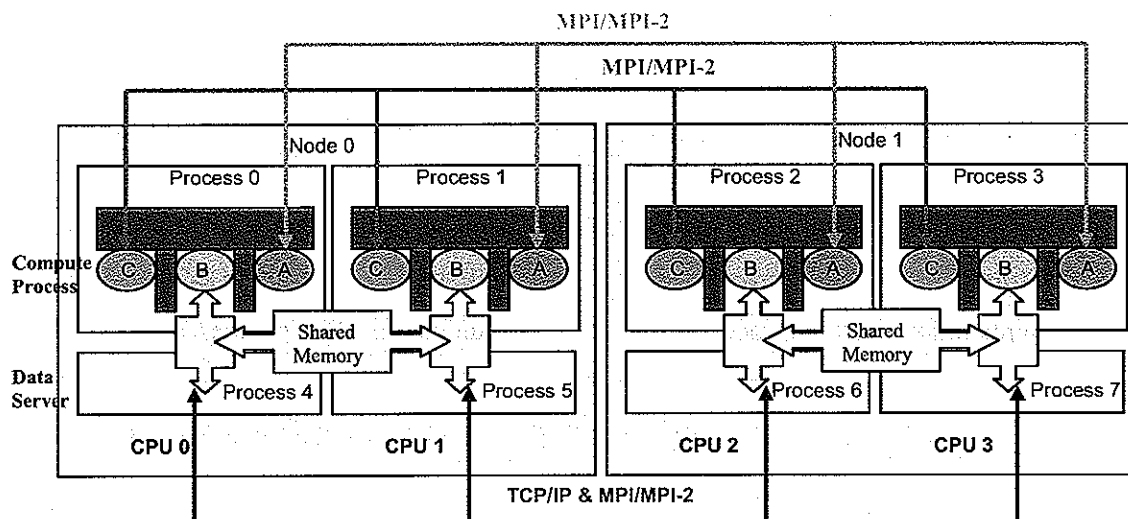 MPI/MPI-2
MPI/MPI-2
Node 0
Node 1
Process 0
Process 1
Process 2
Process 3
Compute
Process
C
B
A
C
B
A
C
B
A
C
B
A
Shared
Memory
Shared
Memory
Data
Server
Process 4
Process 5
Process 6
Process 7
CPU 0
CPU 1
CPU 2
CPU 3
TCP/IP & MPI/MPI-2